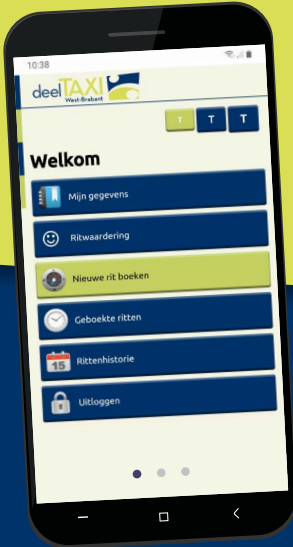 10:38
deelTAXI
West-Brabant
T T T
Welkom
Mijn gegevens
Ritwaardering
Nieuwe rit boeken
Geboekte ritten
15 Rittenhistorie
Uitloggen